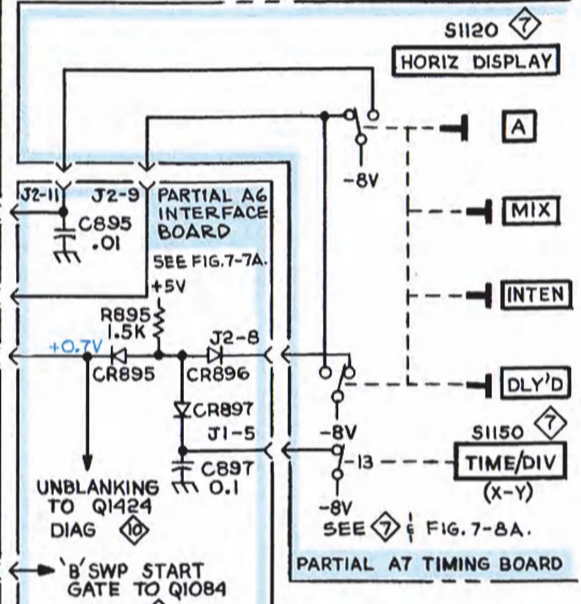 S1120 7
HORIZ DISPLAY
A
-8V
J2-11 J2-9 PARTIAL A6
INTERFACE
BOARD
C895
.01
MIX
SEE FIG.7-7A.
+5V
R895
1.5K
INTEN
+0.7V
J2-8
CR895 CR896
DLY'D
CR897
-8V
J1-5
S1150 7
13
TIME/DIV
(X-Y)
C897
0.1
UNBLANKING
TO Q1424
DIAG 10
-8V
SEE 7 & FIG. 7-8A.
PARTIAL A7 TIMING BOARD
'B' SWP START
GATE TO Q1084